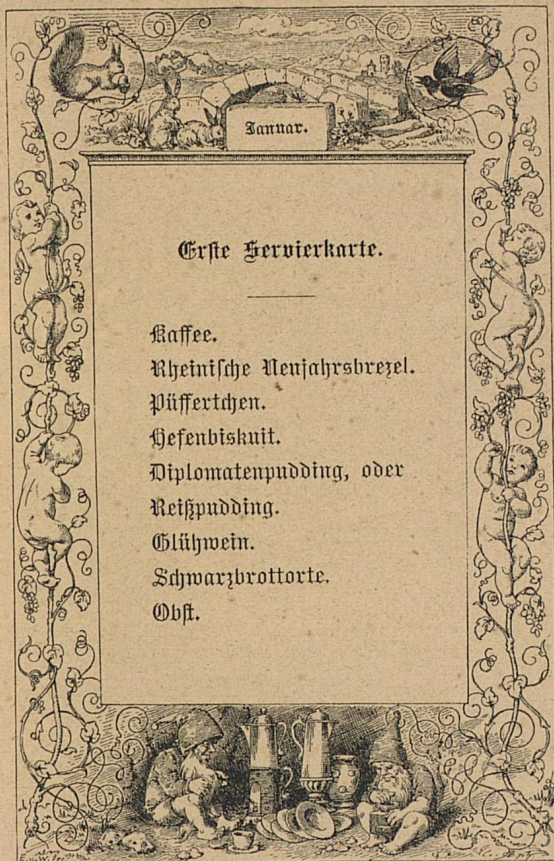 Januar.
Erste Servierkarte.
Kaffee.
Rheinische Neujahrsbrezel.
Püffertchen.
Hefenbiskuit.
Diplomatenpudding, oder
Reißpudding.
Glühwein.
Schwarzbrottorte.
Obst.